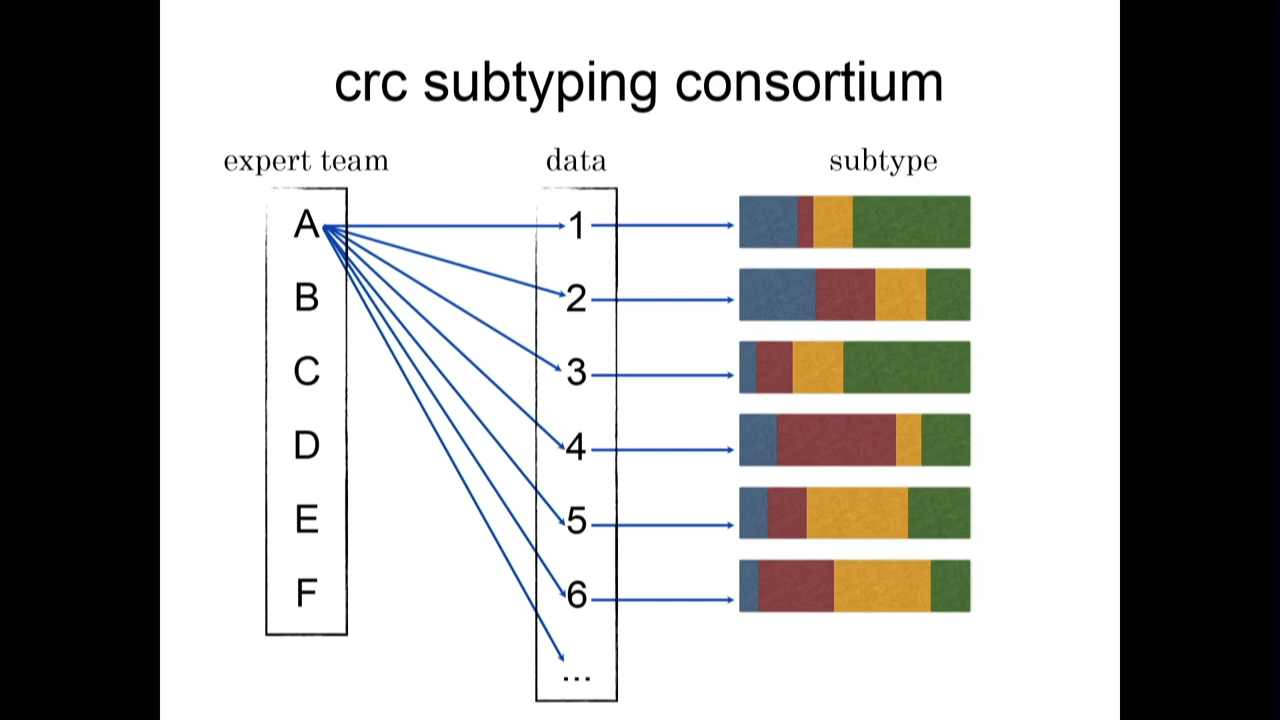 crc subtyping consortium
expert team data subtype
A 1
B 2
C 3
D 4
E 5
F 6
...